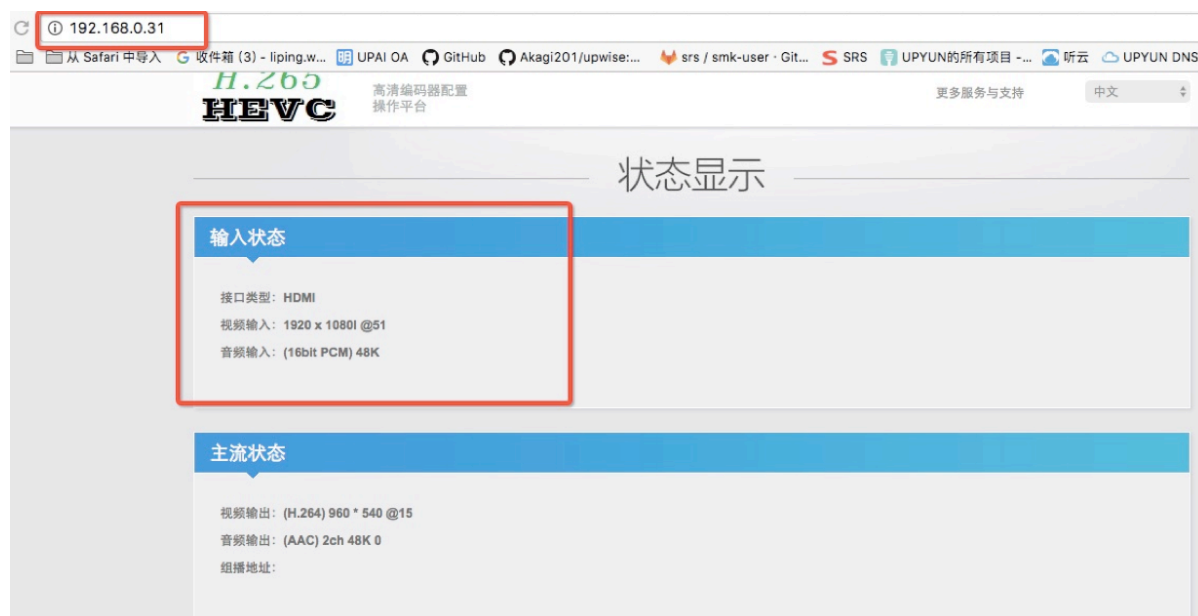 192.168.0.31
从 Safari 中导入 收件箱 (3) - liping.w... UPAI OA GitHub Akagi201/upwise:... srs / smk-user · Git... SRS UPYUN的所有项目 -... 听云 UPYUN DNS
H.265
HEVC
高清编码器配置
操作平台
更多服务与支持
中文
状态显示
输入状态
接口类型：HDMI
视频输入：1920 x 1080I @51
音频输入：(16bit PCM) 48K
主流状态
视频输出：(H.264) 960 * 540 @15
音频输出：(AAC) 2ch 48K 0
组播地址：